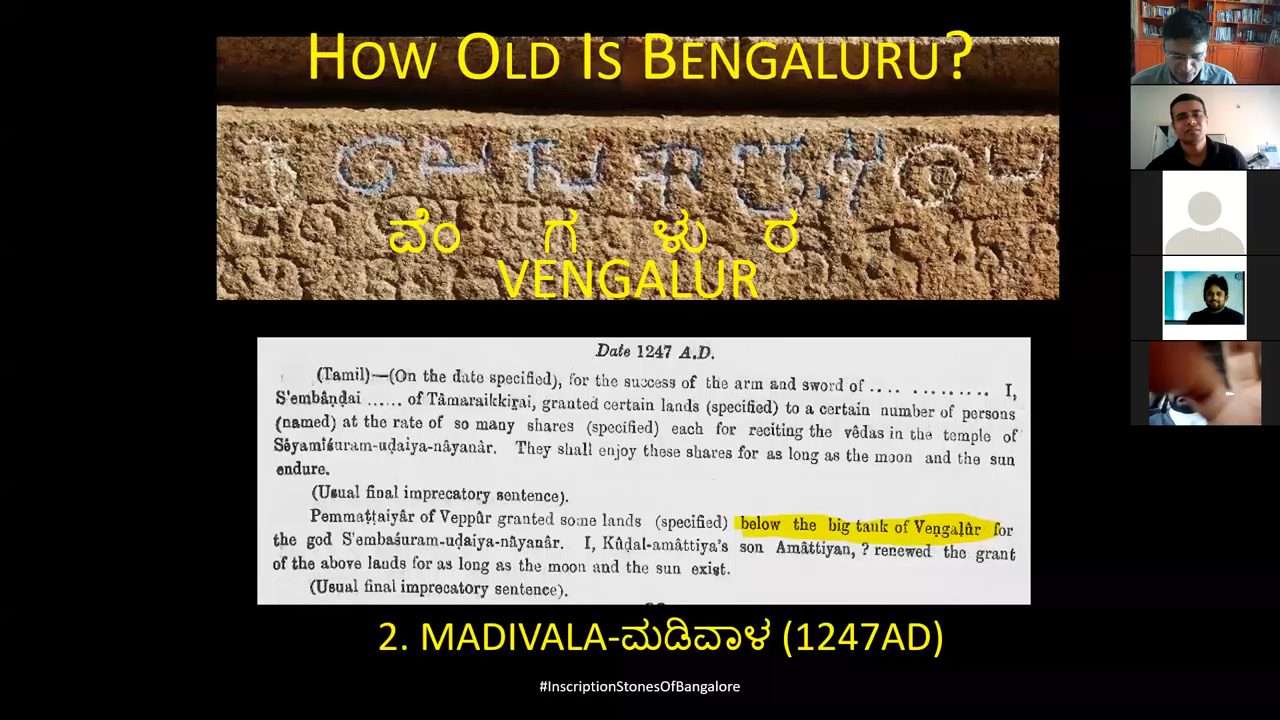 HOW OLD IS BENGALURU?
ವೆಂ ಗ ಳು ರ
VENGALUR
Date 1247 A.D.
(Tamil)—(On the date specified), for the success of the arm and sword of .... .......... I,
S'embâṇḍai ...... of Tâmaraikkiṟai, granted certain lands (specified) to a certain number of persons
(named) at the rate of so many shares (specified) each for reciting the vêdas in the temple of
Sêyamiśuram-uḍaiya-nâyanâr. They shall enjoy these shares for as long as the moon and the sun
endure.
(Usual final imprecatory sentence).
Pemmaṭṭaiyâr of Veppûr granted some lands (specified) below the big tank of Veṇgaḷûr for
the god S'embaśuram-uḍaiya-nâyanâr. I, Kûḍal-amâttiya's son Amâttiyan, ? renewed the grant
of the above lands for as long as the moon and the sun exist.
(Usual final imprecatory sentence).
2. MADIVALA-ಮಡಿವಾಳ (1247AD)
#InscriptionStonesOfBangalore